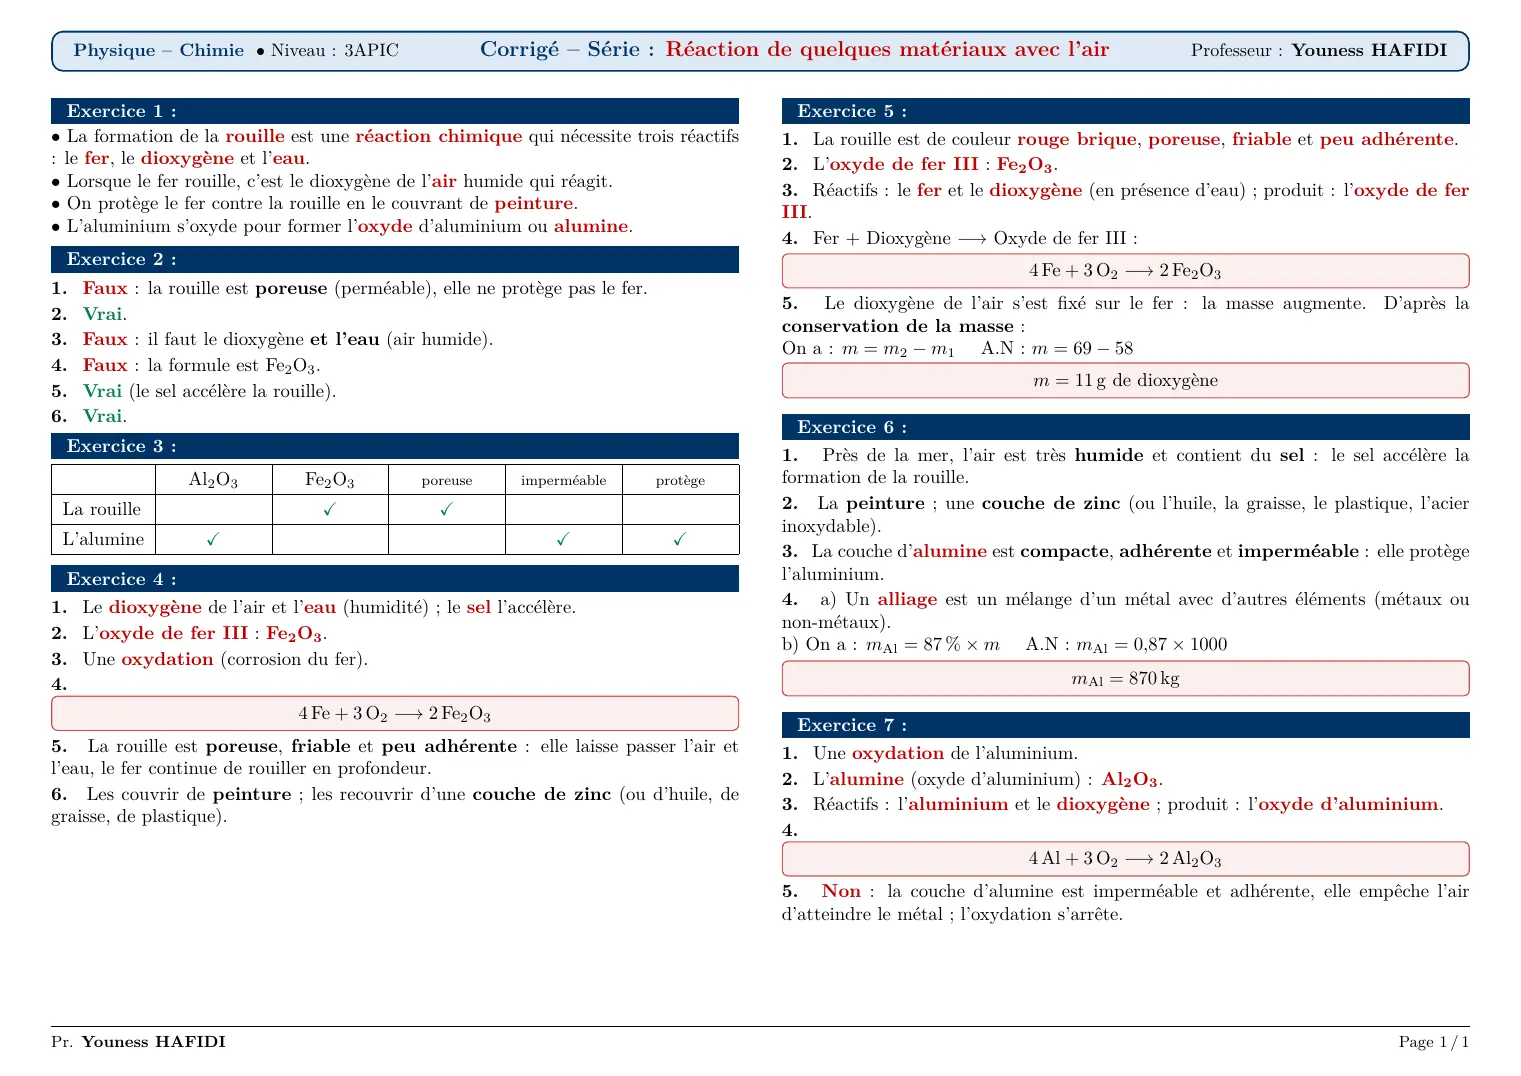 Physique – Chimie • Niveau : 3APIC Corrigé – Série : Réaction de quelques matériaux avec l'air Professeur : Youness HAFIDI
Exercice 1 :
• La formation de la rouille est une réaction chimique qui nécessite trois réactifs
: le fer, le dioxygène et l'eau.
• Lorsque le fer rouille, c'est le dioxygène de l'air humide qui réagit.
• On protège le fer contre la rouille en le couvrant de peinture.
• L'aluminium s'oxyde pour former l'oxyde d'aluminium ou alumine.
Exercice 2 :
1. Faux : la rouille est poreuse (perméable), elle ne protège pas le fer.
2. Vrai.
3. Faux : il faut le dioxygène et l'eau (air humide).
4. Faux : la formule est Fe₂O₃.
5. Vrai (le sel accélère la rouille).
6. Vrai.
Exercice 3 :
Al₂O₃ Fe₂O₃ poreuse imperméable protège
La rouille ✓ ✓
L'alumine ✓ ✓ ✓
Exercice 4 :
1. Le dioxygène de l'air et l'eau (humidité) ; le sel l'accélère.
2. L'oxyde de fer III : Fe₂O₃.
3. Une oxydation (corrosion du fer).
4.
4 Fe + 3 O₂ ⟶ 2 Fe₂O₃
5. La rouille est poreuse, friable et peu adhérente : elle laisse passer l'air et
l'eau, le fer continue de rouiller en profondeur.
6. Les couvrir de peinture ; les recouvrir d'une couche de zinc (ou d'huile, de
graisse, de plastique).
Exercice 5 :
1. La rouille est de couleur rouge brique, poreuse, friable et peu adhérente.
2. L'oxyde de fer III : Fe₂O₃.
3. Réactifs : le fer et le dioxygène (en présence d'eau) ; produit : l'oxyde de fer
III.
4. Fer + Dioxygène ⟶ Oxyde de fer III :
4 Fe + 3 O₂ ⟶ 2 Fe₂O₃
5. Le dioxygène de l'air s'est fixé sur le fer : la masse augmente. D'après la
conservation de la masse :
On a : m = m₂ − m₁ A.N : m = 69 − 58
m = 11 g de dioxygène
Exercice 6 :
1. Près de la mer, l'air est très humide et contient du sel : le sel accélère la
formation de la rouille.
2. La peinture ; une couche de zinc (ou l'huile, la graisse, le plastique, l'acier
inoxydable).
3. La couche d'alumine est compacte, adhérente et imperméable : elle protège
l'aluminium.
4. a) Un alliage est un mélange d'un métal avec d'autres éléments (métaux ou
non-métaux).
b) On a : m_Al = 87 % × m A.N : m_Al = 0,87 × 1000
m_Al = 870 kg
Exercice 7 :
1. Une oxydation de l'aluminium.
2. L'alumine (oxyde d'aluminium) : Al₂O₃.
3. Réactifs : l'aluminium et le dioxygène ; produit : l'oxyde d'aluminium.
4.
4 Al + 3 O₂ ⟶ 2 Al₂O₃
5. Non : la couche d'alumine est imperméable et adhérente, elle empêche l'air
d'atteindre le métal ; l'oxydation s'arrête.
Pr. Youness HAFIDI Page 1 / 1